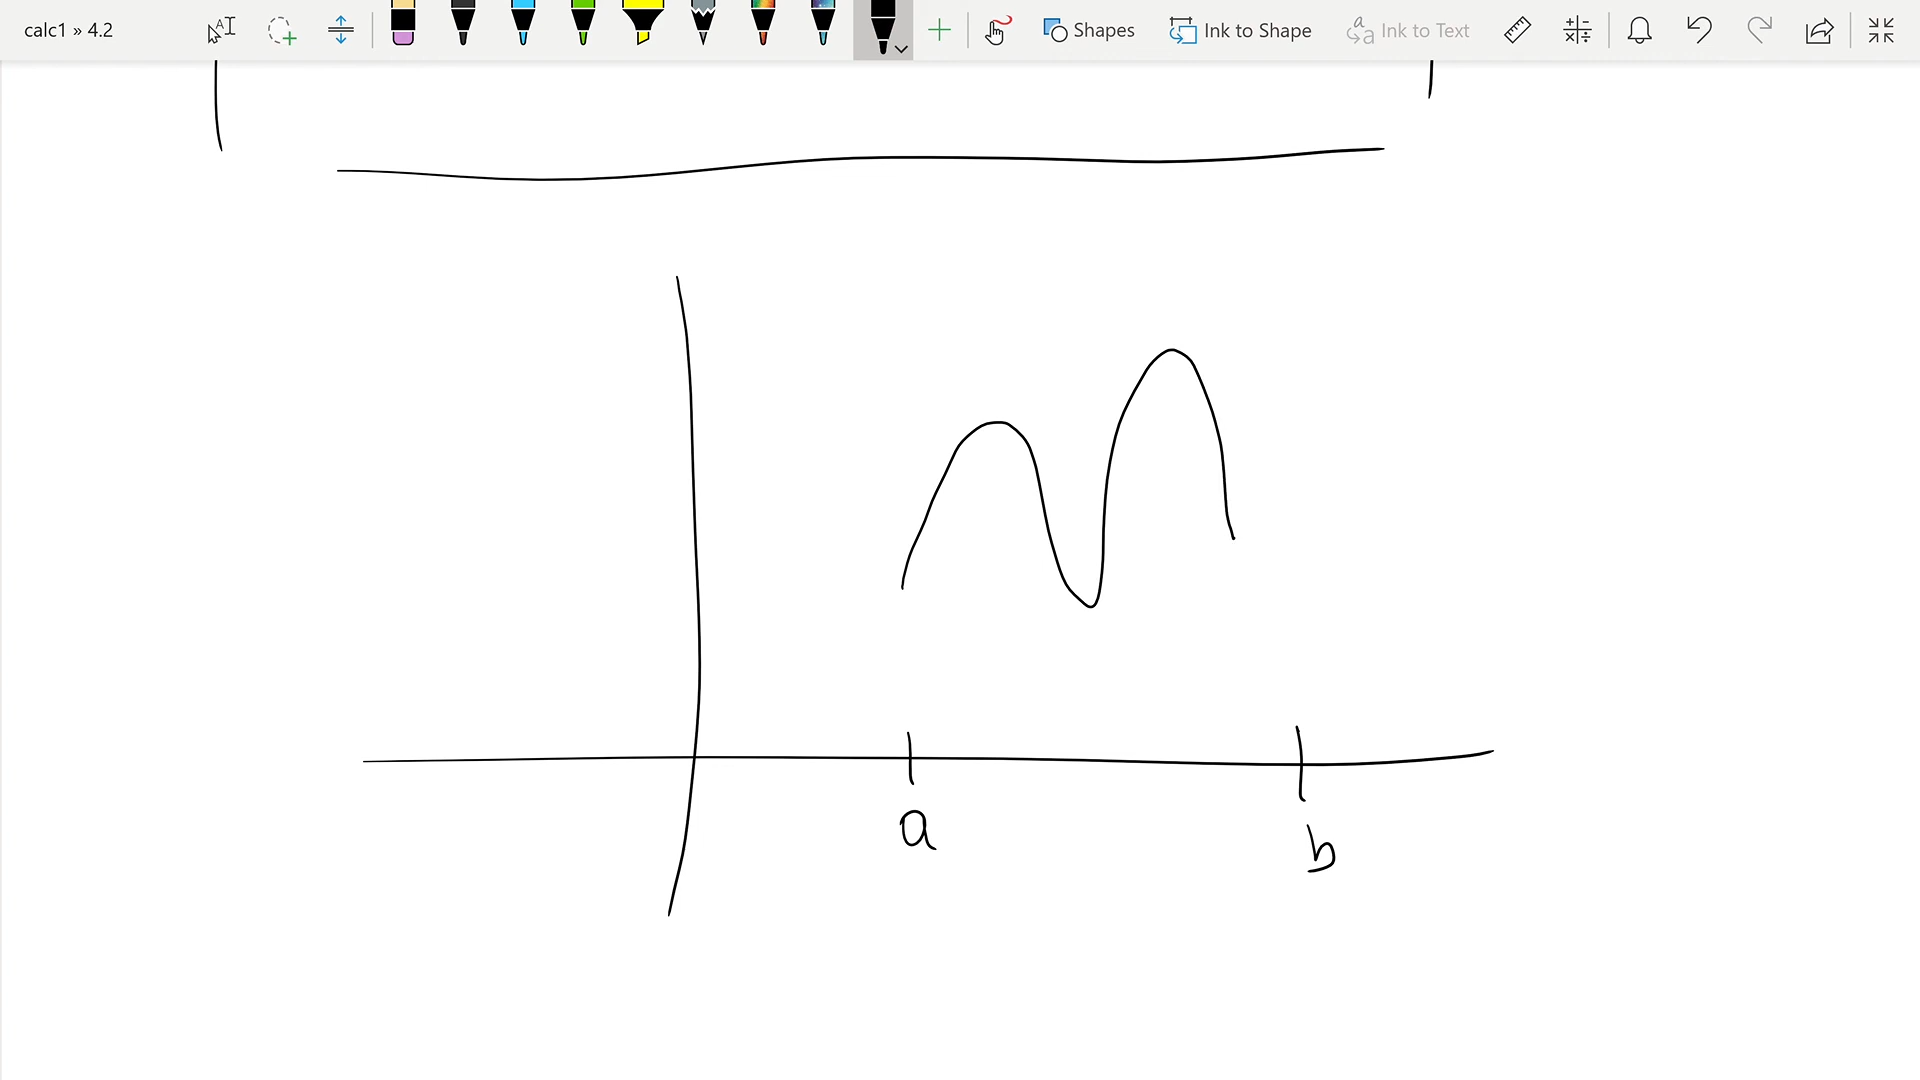 calc1 » 4.2
Shapes
Ink to Shape
Ink to Text
a
b